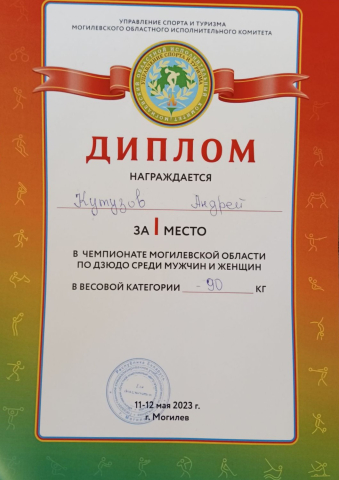 УПРАВЛЕНИЕ СПОРТА И ТУРИЗМА
МОГИЛЕВСКОГО ОБЛАСТНОГО ИСПОЛНИТЕЛЬНОГО КОМИТЕТА
ДИПЛОМ
НАГРАЖДАЕТСЯ
Кутузов Андрей
ЗА I МЕСТО
В ЧЕМПИОНАТЕ МОГИЛЕВСКОЙ ОБЛАСТИ
ПО ДЗЮДО СРЕДИ МУЖЧИН И ЖЕНЩИН
В ВЕСОВОЙ КАТЕГОРИИ -90 КГ
11-12 мая 2023 г.
г. Могилев